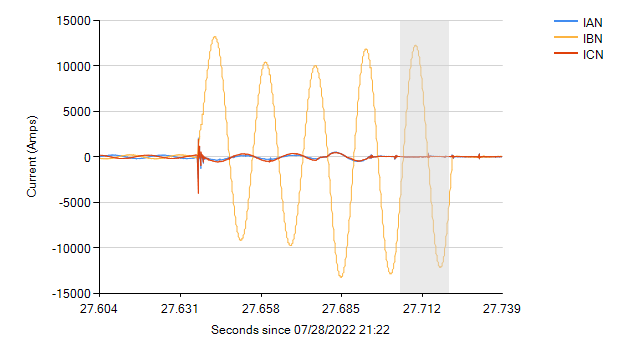 15000
10000
5000
0
-5000
-10000
-15000
Current (Amps)
27.604
27.631
27.658
27.685
27.712
27.739
Seconds since 07/28/2022 21:22
IAN
IBN
ICN